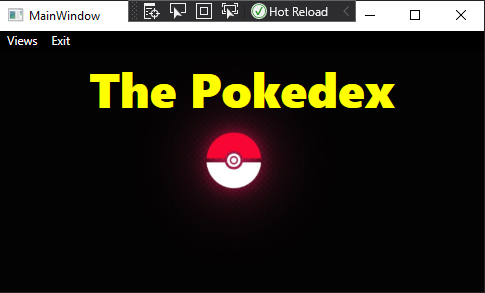 MainWindow
Hot Reload
Views Exit
The Pokedex